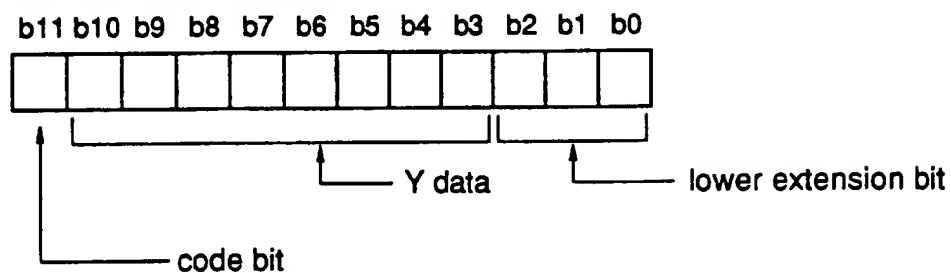 b11 b10 b9 b8 b7 b6 b5 b4 b3 b2 b1 b0
Y data
lower extension bit
code bit